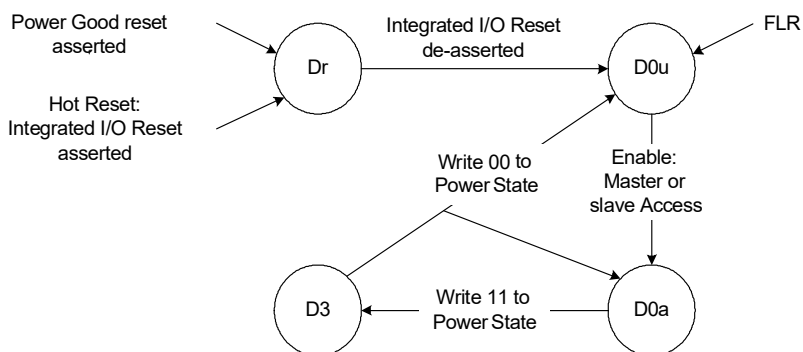 Power Good reset
asserted
Hot Reset:
Integrated I/O Reset
asserted
Dr
Integrated I/O Reset
de-asserted
D0u
FLR
Write 00 to
Power State
Enable:
Master or
slave Access
D3
Write 11 to
Power State
D0a